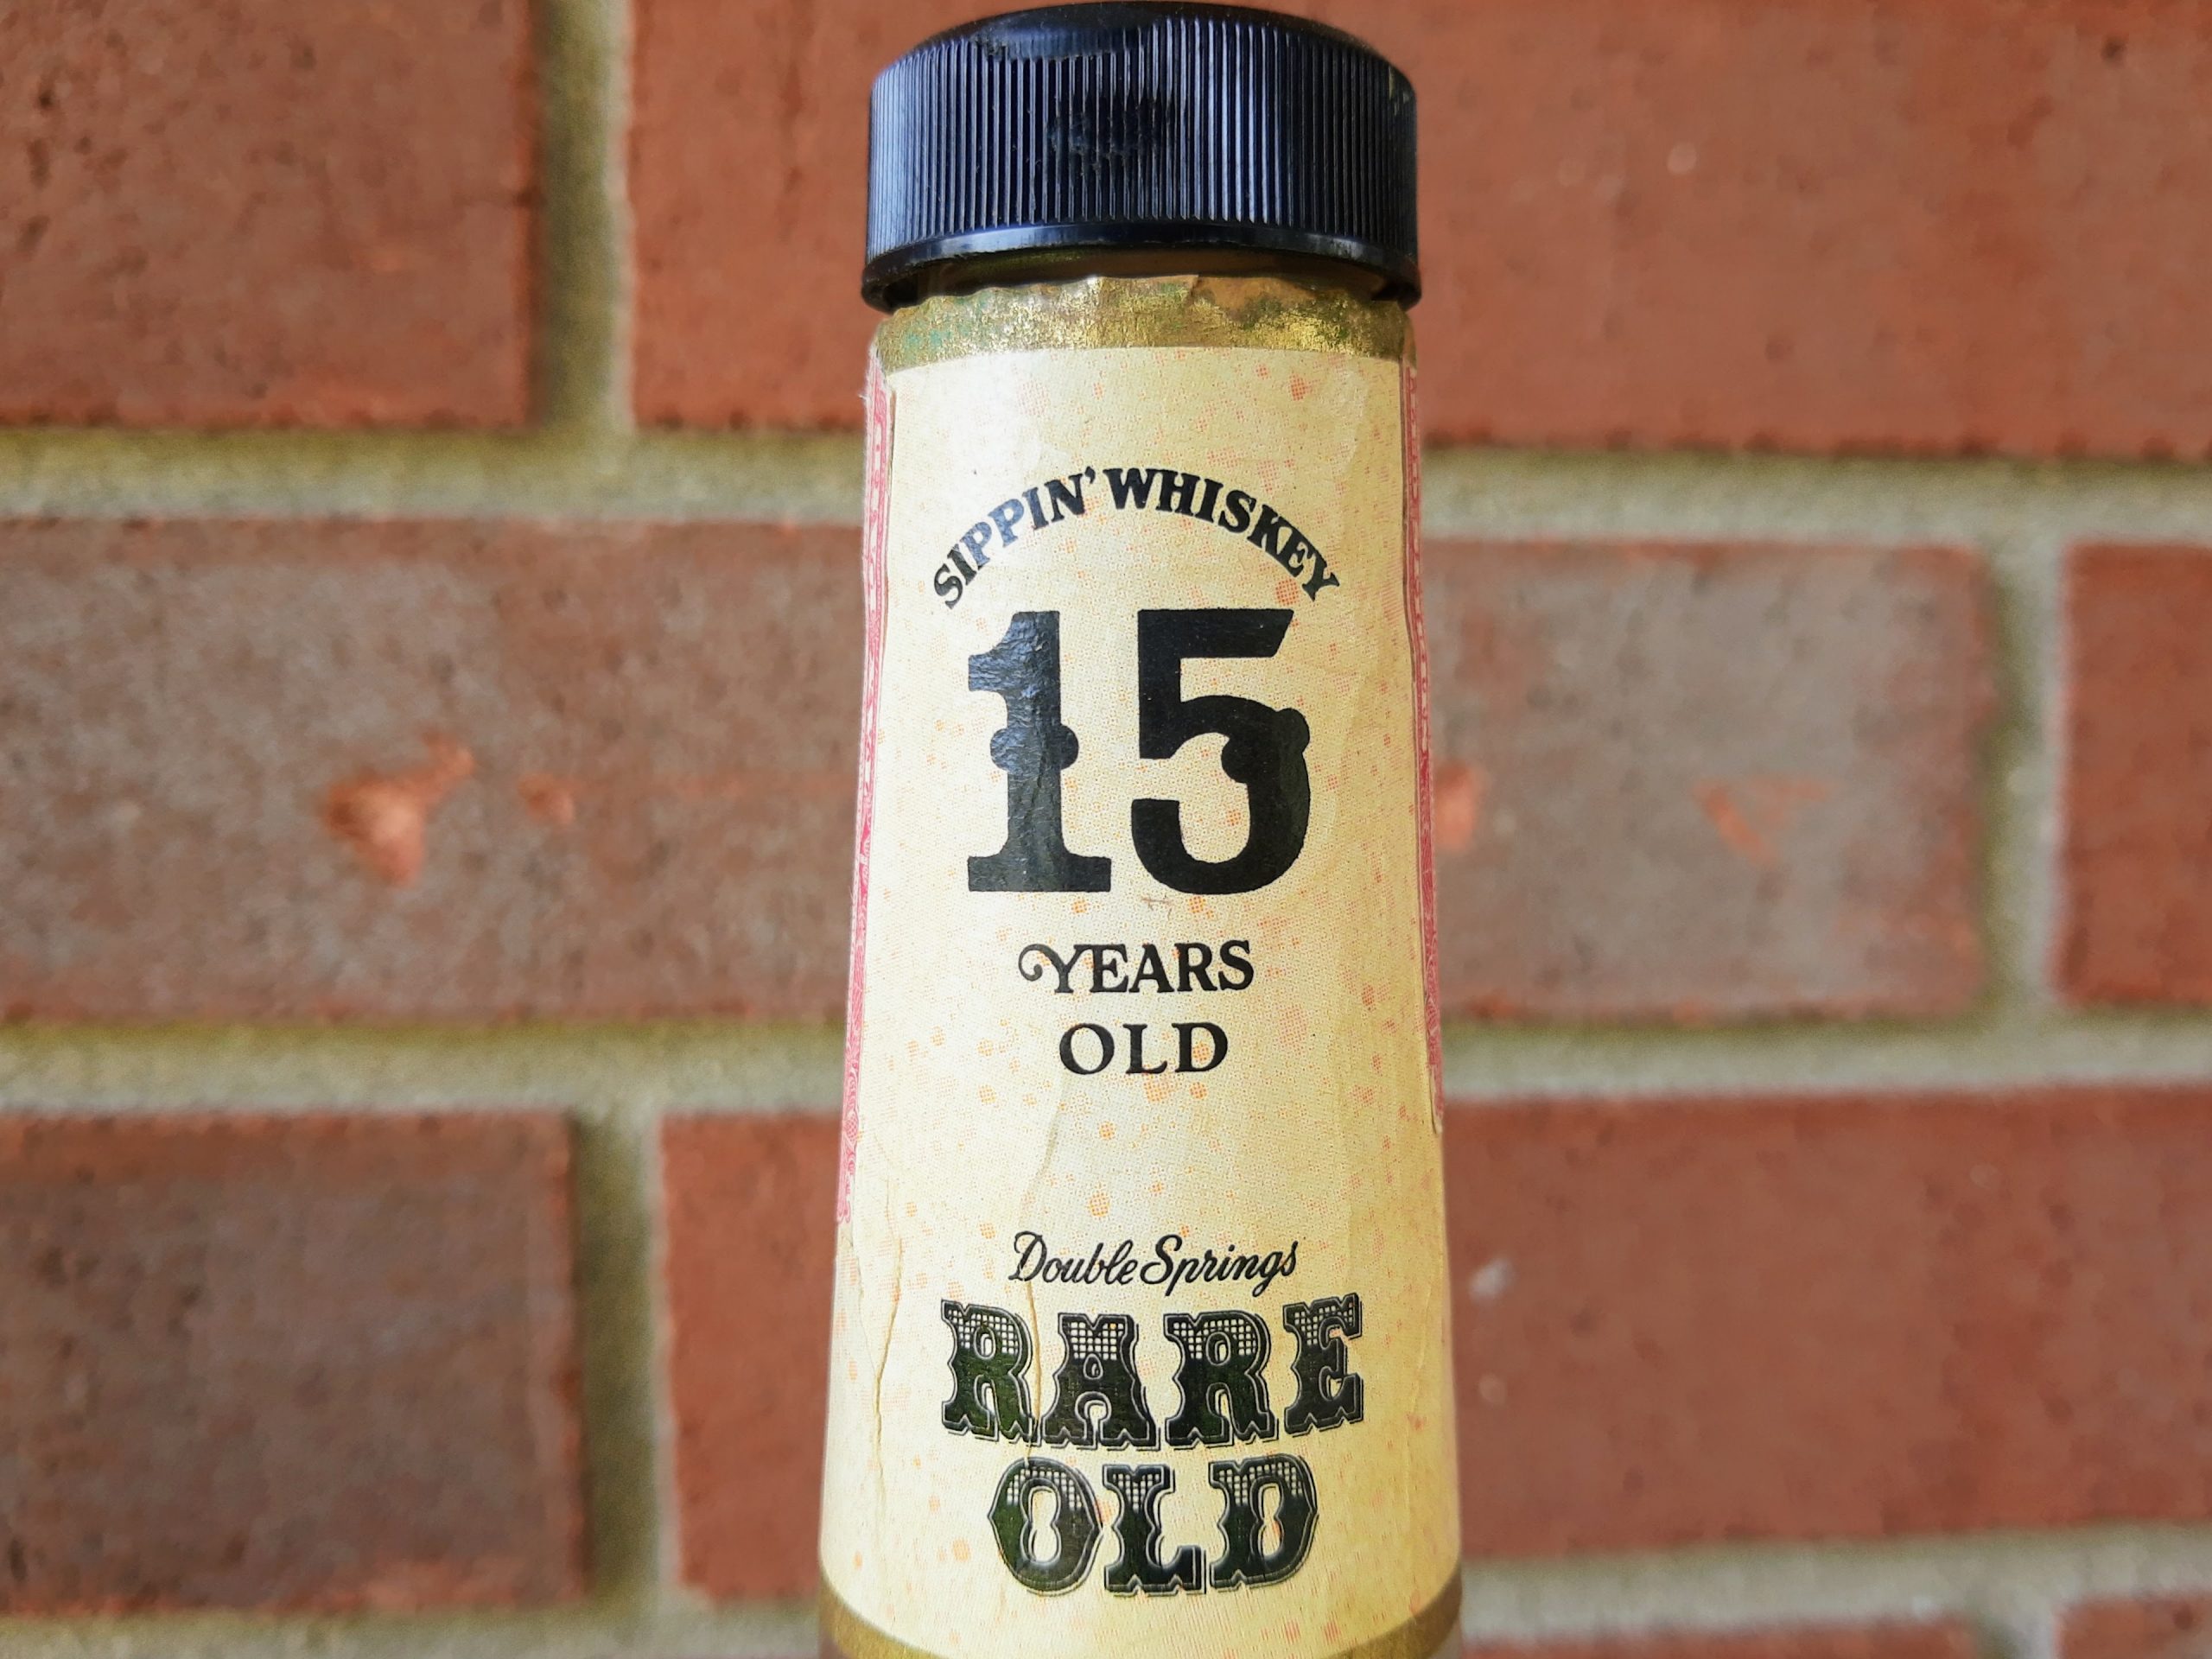 SIPPIN' WHISKEY
15
YEARS
OLD
Double Springs
RARE
OLD